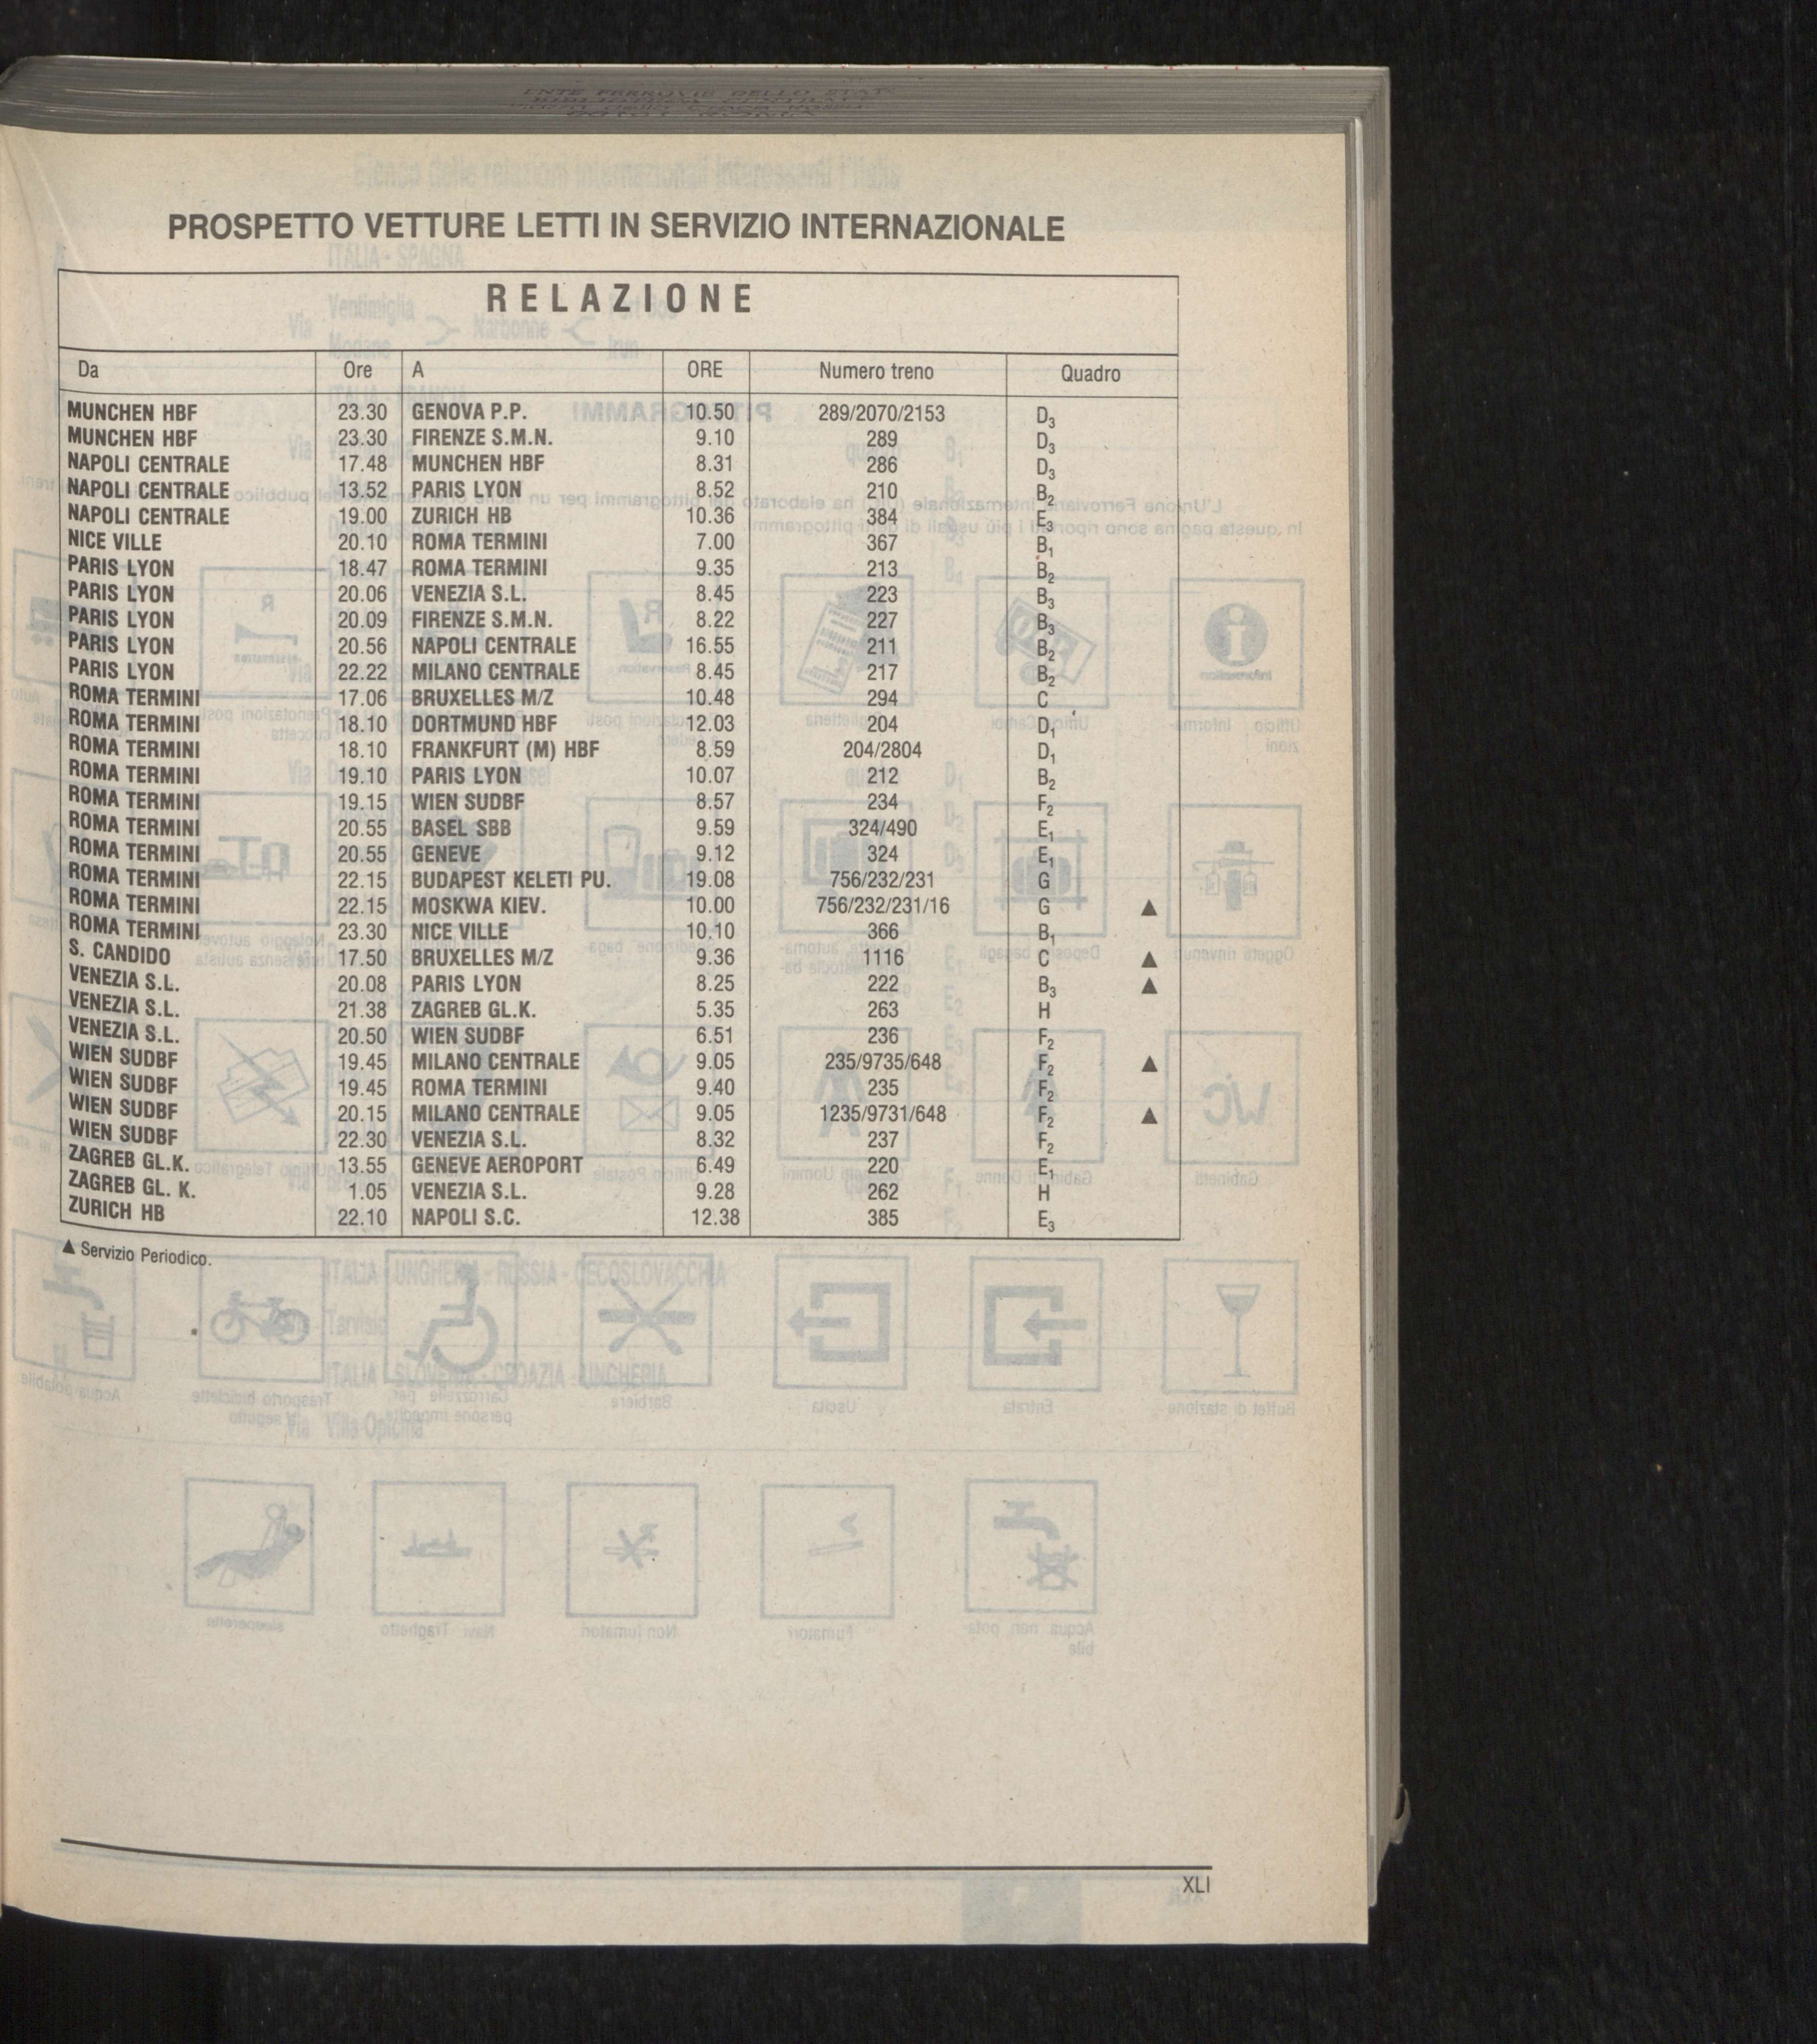 ENTE FERROVIE DELLO STAT
BIBLIOTECA CENTRALE
PROSPETTO VETTURE LETTI IN SERVIZIO INTERNAZIONALE
RELAZIONE
Da Ore A ORE Numero treno Quadro
MUNCHEN HBF 23.30 GENOVA P.P. 10.50 289/2070/2153 D3
MUNCHEN HBF 23.30 FIRENZE S.M.N. 9.10 289 D3
NAPOLI CENTRALE 17.48 MUNCHEN HBF 8.31 286 D3
NAPOLI CENTRALE 13.52 PARIS LYON 8.52 210 B2
NAPOLI CENTRALE 19.00 ZURICH HB 10.36 384 E3
NICE VILLE 20.10 ROMA TERMINI 7.00 367 B1
PARIS LYON 18.47 ROMA TERMINI 9.35 213 B2
PARIS LYON 20.06 VENEZIA S.L. 8.45 223 B3
PARIS LYON 20.09 FIRENZE S.M.N. 8.22 227 B3
PARIS LYON 20.56 NAPOLI CENTRALE 16.55 211 B2
PARIS LYON 22.22 MILANO CENTRALE 8.45 217 B2
ROMA TERMINI 17.06 BRUXELLES M/Z 10.48 294 C
ROMA TERMINI 18.10 DORTMUND HBF 12.03 204 D1
ROMA TERMINI 18.10 FRANKFURT (M) HBF 8.59 204/2804 D1
ROMA TERMINI 19.10 PARIS LYON 10.07 212 B2
ROMA TERMINI 19.15 WIEN SUDBF 8.57 234 F2
ROMA TERMINI 20.55 BASEL SBB 9.59 324/490 E1
ROMA TERMINI 20.55 GENEVE 9.12 324 E1
ROMA TERMINI 22.15 BUDAPEST KELETI PU. 19.08 756/232/231 G
ROMA TERMINI 22.15 MOSKWA KIEV. 10.00 756/232/231/16 G ▲
ROMA TERMINI 23.30 NICE VILLE 10.10 366 B1
S. CANDIDO 17.50 BRUXELLES M/Z 9.36 1116 C ▲
VENEZIA S.L. 20.08 PARIS LYON 8.25 222 B3 ▲
VENEZIA S.L. 21.38 ZAGREB GL.K. 5.35 263 H
VENEZIA S.L. 20.50 WIEN SUDBF 6.51 236 F2
WIEN SUDBF 19.45 MILANO CENTRALE 9.05 235/9735/648 F2 ▲
WIEN SUDBF 19.45 ROMA TERMINI 9.40 235 F2
WIEN SUDBF 20.15 MILANO CENTRALE 9.05 1235/9731/648 F2 ▲
WIEN SUDBF 22.30 VENEZIA S.L. 8.32 237 F2
ZAGREB GL.K. 13.55 GENEVE AEROPORT 6.49 220 E1
ZAGREB GL. K. 1.05 VENEZIA S.L. 9.28 262 H
ZURICH HB 22.10 NAPOLI S.C. 12.38 385 E3
▲ Servizio Periodico.
XLI